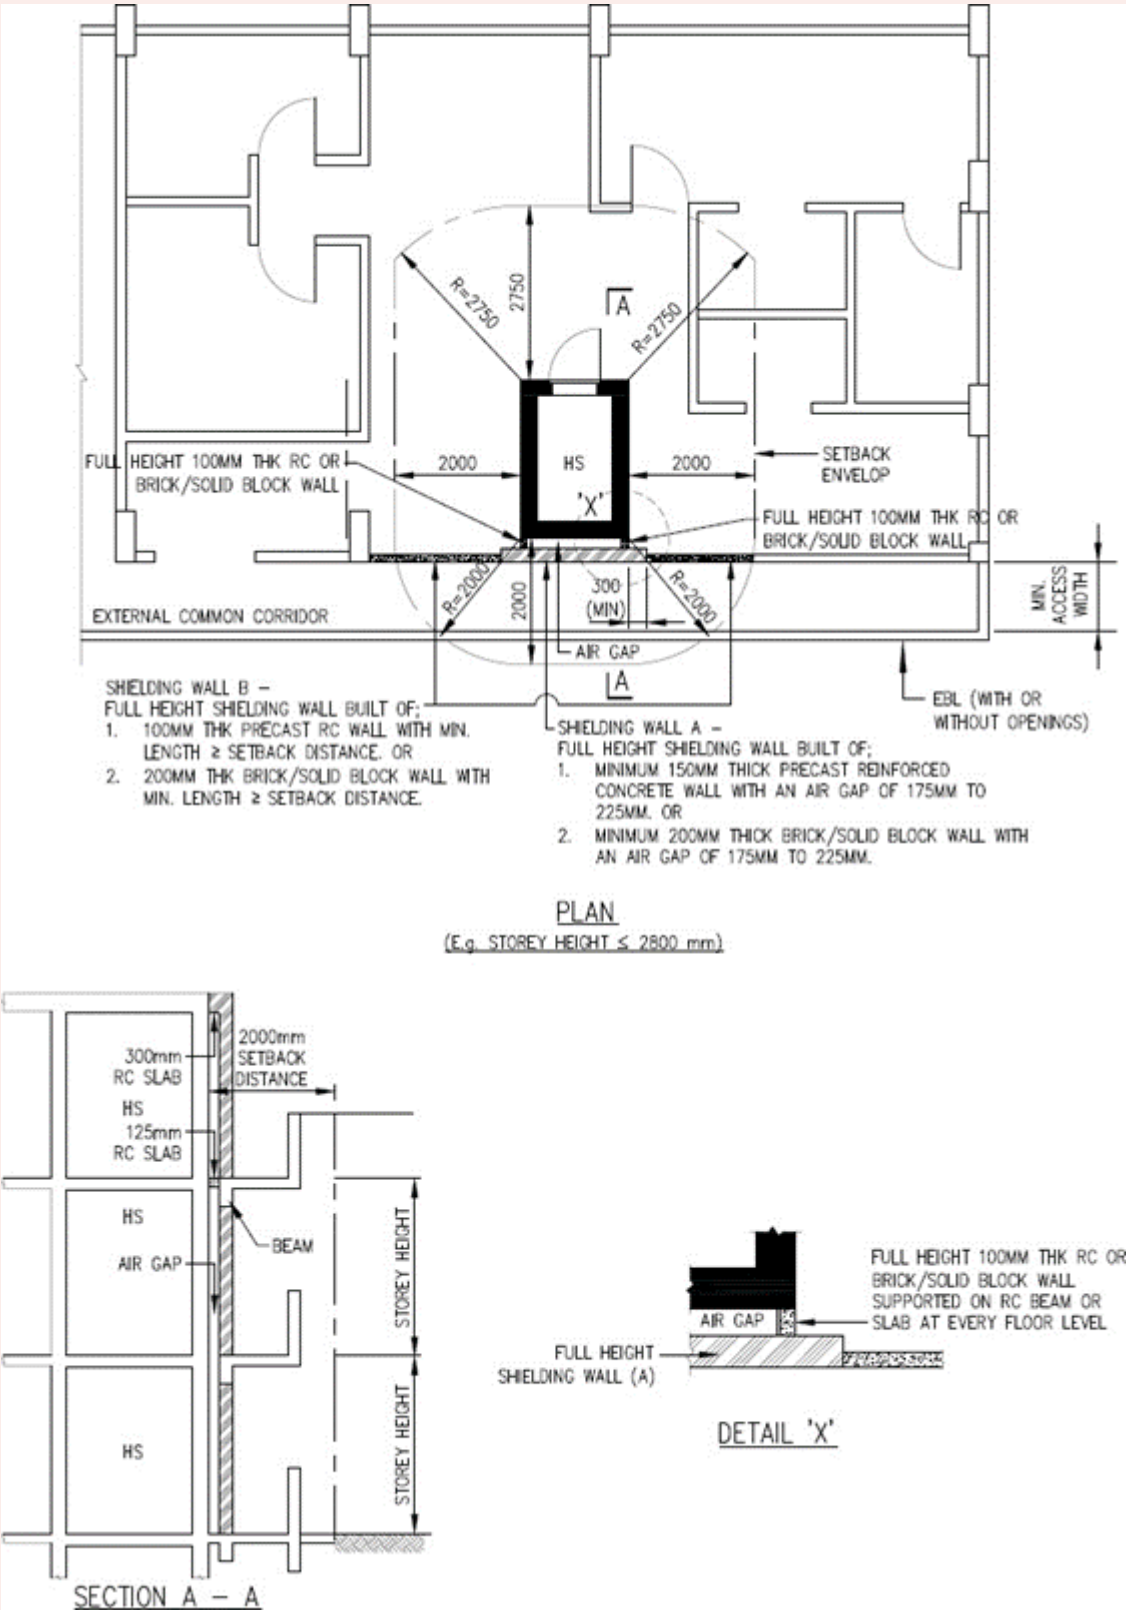 R=2750
2750
A
R=2750
FULL HEIGHT 100MM THK RC OR
BRICK/SOLID BLOCK WALL
2000
HS
2000
'X'
SETBACK
ENVELOP
FULL HEIGHT 100MM THK RC OR
BRICK/SOLID BLOCK WALL
EXTERNAL COMMON CORRIDOR
R=2000
2000
300
(MIN)
R=2000
MIN.
ACCESS
WIDTH
AIR GAP
A
EBL (WITH OR
WITHOUT OPENINGS)
SHIELDING WALL B –
FULL HEIGHT SHIELDING WALL BUILT OF;
1. 100MM THK PRECAST RC WALL WITH MIN.
LENGTH ≥ SETBACK DISTANCE. OR
2. 200MM THK BRICK/SOLID BLOCK WALL WITH
MIN. LENGTH ≥ SETBACK DISTANCE.
SHIELDING WALL A –
FULL HEIGHT SHIELDING WALL BUILT OF;
1. MINIMUM 150MM THICK PRECAST REINFORCED
CONCRETE WALL WITH AN AIR GAP OF 175MM TO
225MM. OR
2. MINIMUM 200MM THICK BRICK/SOLID BLOCK WALL WITH
AN AIR GAP OF 175MM TO 225MM.
PLAN
(E.g. STOREY HEIGHT ≤ 2800 mm)
300mm
RC SLAB
HS
125mm
RC SLAB
2000mm
SETBACK
DISTANCE
HS
AIR GAP
BEAM
STOREY HEIGHT
HS
STOREY HEIGHT
SECTION A – A
AIR GAP
FULL HEIGHT 100MM THK RC OR
BRICK/SOLID BLOCK WALL
SUPPORTED ON RC BEAM OR
SLAB AT EVERY FLOOR LEVEL
FULL HEIGHT
SHIELDING WALL (A)
DETAIL 'X'